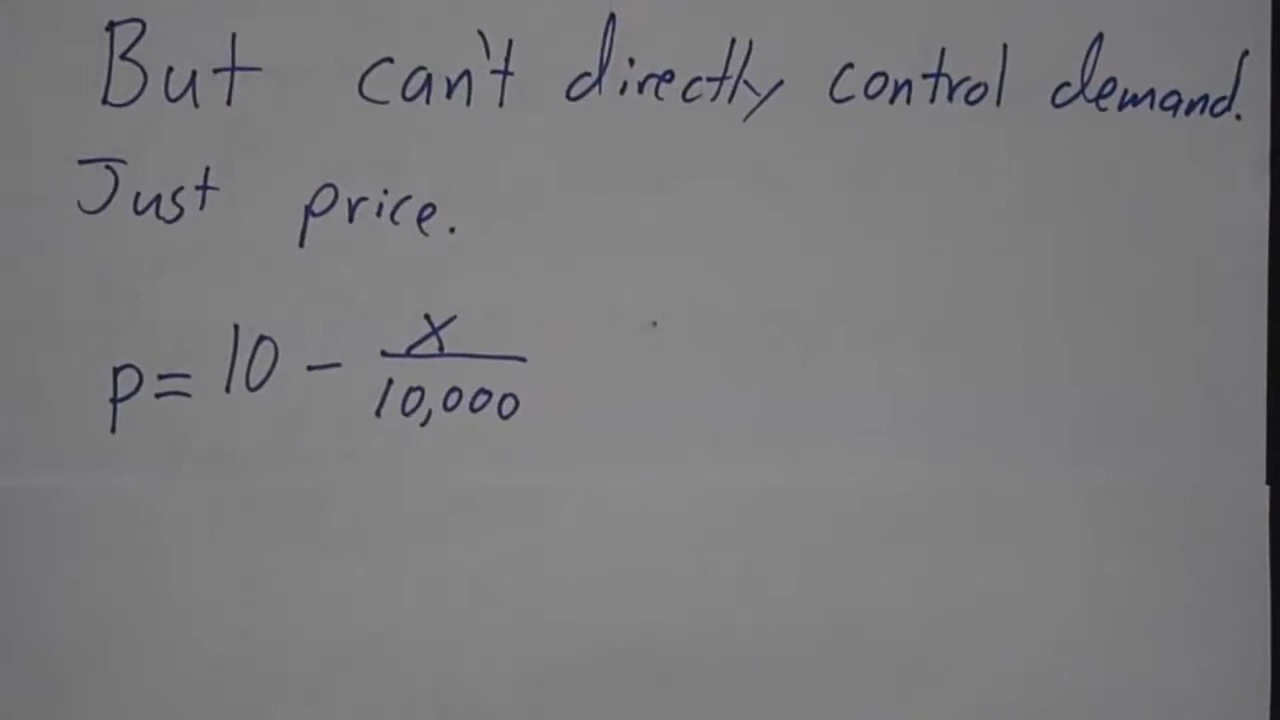 But can't directly control demand.
Just price.
p = 10 - x/10,000